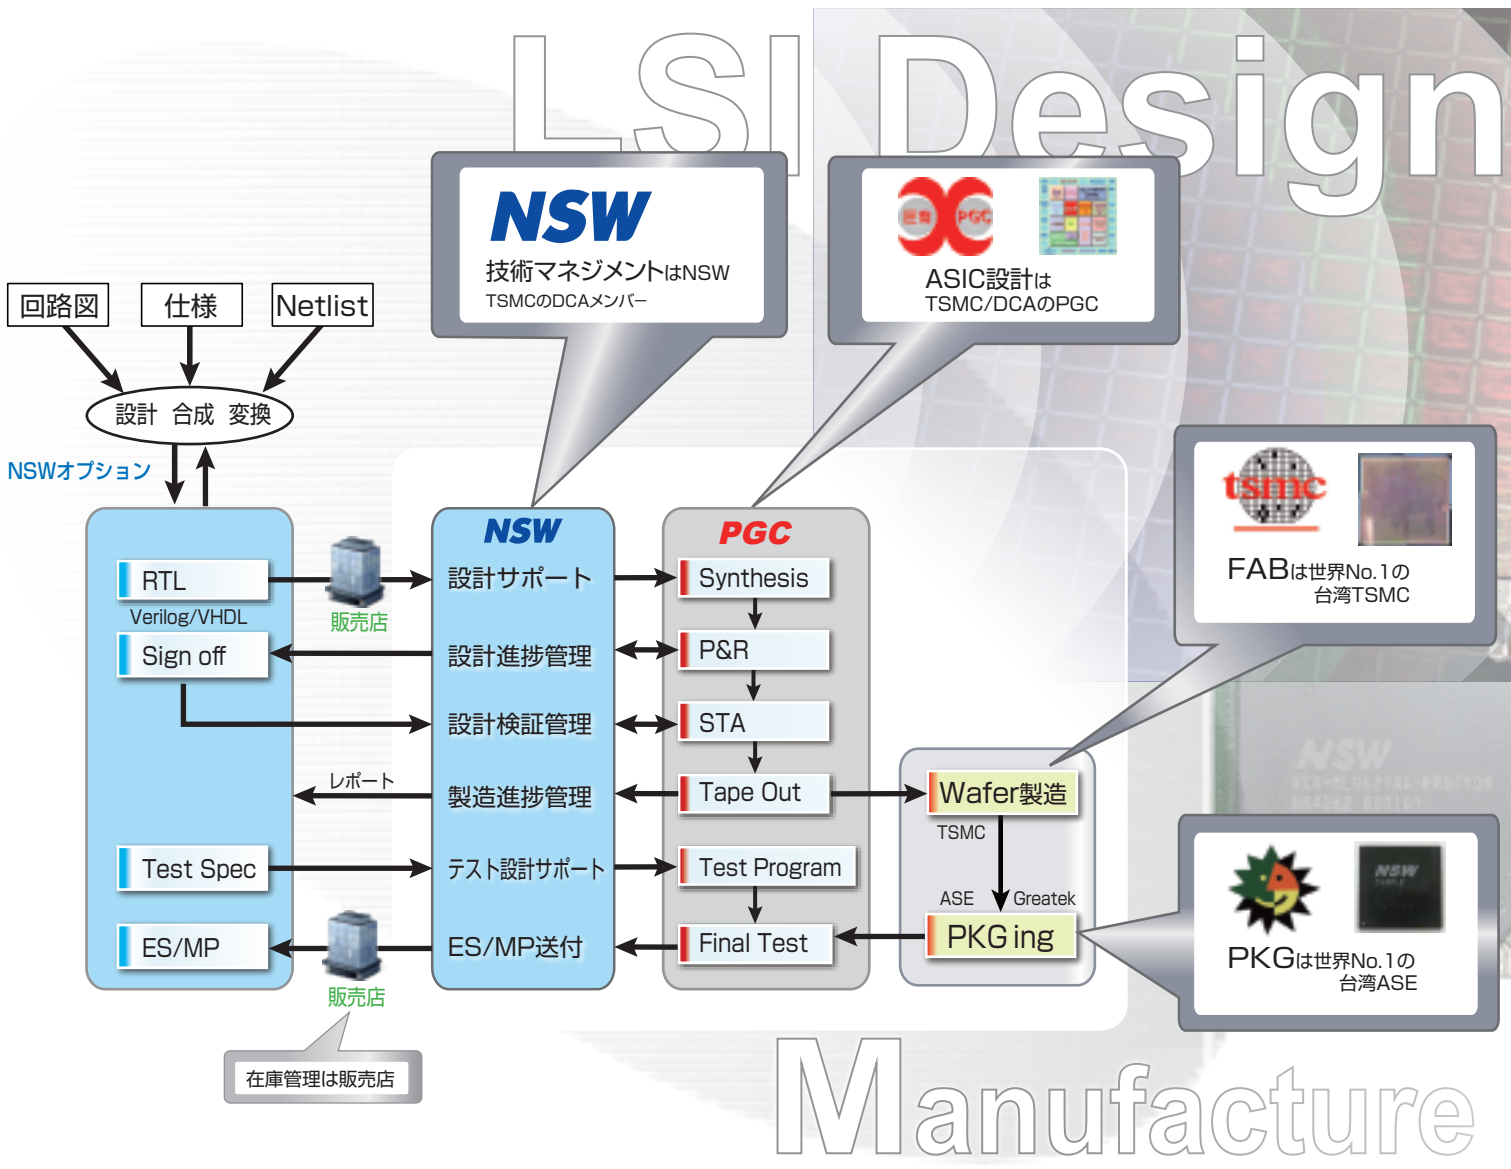 LSI Design
NSW
技術マネジメントはNSW
TSMCのDCAメンバー
巨有 PGC
ASIC設計は
TSMC/DCAのPGC
回路図
仕様
Netlist
設計 合成 変換
NSWオプション
tsmc
FABは世界No.1の
台湾TSMC
NSW
PGC
RTL
Verilog/VHDL
販売店
設計サポート
Synthesis
Sign off
設計進捗管理
P&R
設計検証管理
STA
レポート
製造進捗管理
Tape Out
Wafer製造
TSMC
NSW
Test Spec
テスト設計サポート
Test Program
ASE
Greatek
ES/MP
販売店
ES/MP送付
Final Test
PKG ing
NSW
PKGは世界No.1の
台湾ASE
在庫管理は販売店
Manufacture